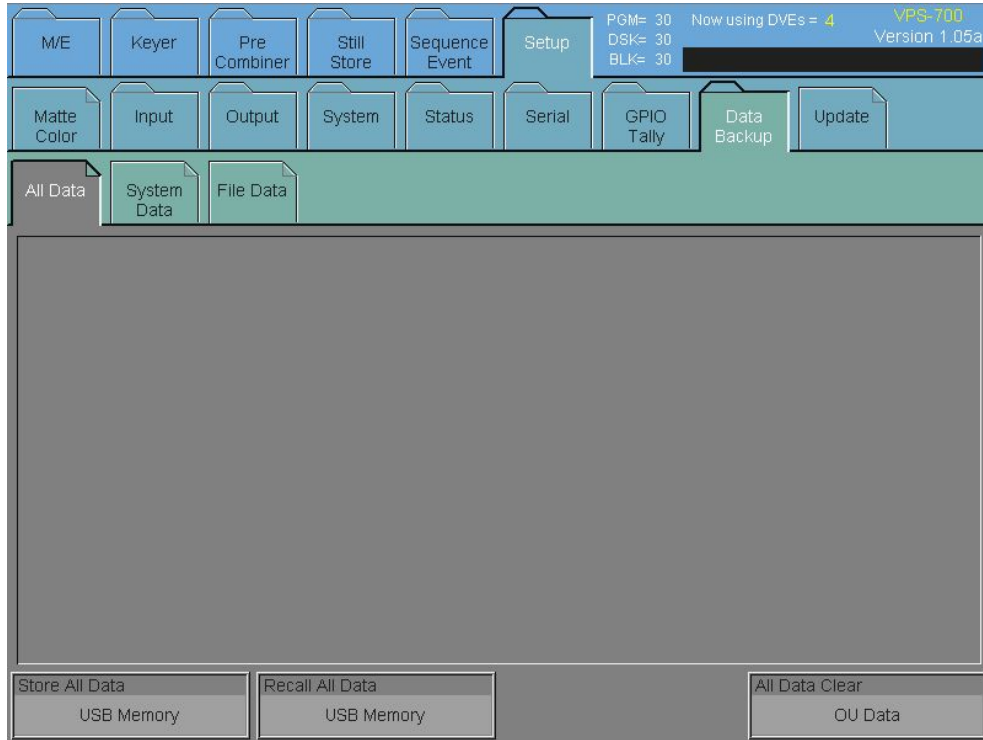 M/E
Keyer
Pre
Combiner
Still
Store
Sequence
Event
Setup
PGM= 30
DSK= 30
BLK= 30
Now using DVEs = 4
VPS-700
Version 1.05a
Matte
Color
Input
Output
System
Status
Serial
GPIO
Tally
Data
Backup
Update
All Data
System
Data
File Data
Store All Data
USB Memory
Recall All Data
USB Memory
All Data Clear
OU Data